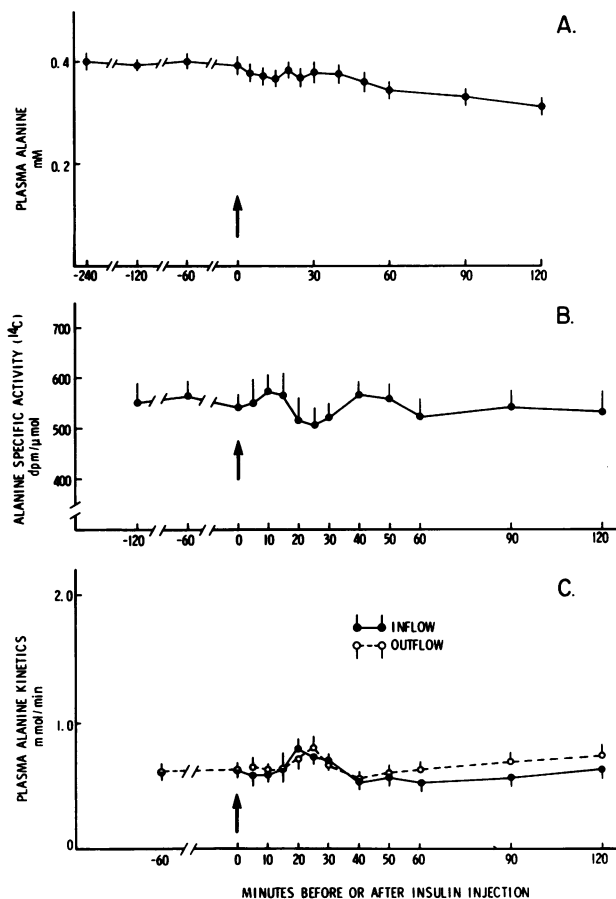 A.
PLASMA ALANINE
mM
0.4
0.2
-240 -120 -60 0 30 60 90 120
B.
ALANINE SPECIFIC ACTIVITY (14C)
dpm/μmol
700
600
500
400
-120 -60 0 10 20 30 40 50 60 90 120
C.
PLASMA ALANINE KINETICS
mmol/min
2.0
1.0
0
INFLOW
OUTFLOW
-60 0 10 20 30 40 50 60 90 120
MINUTES BEFORE OR AFTER INSULIN INJECTION